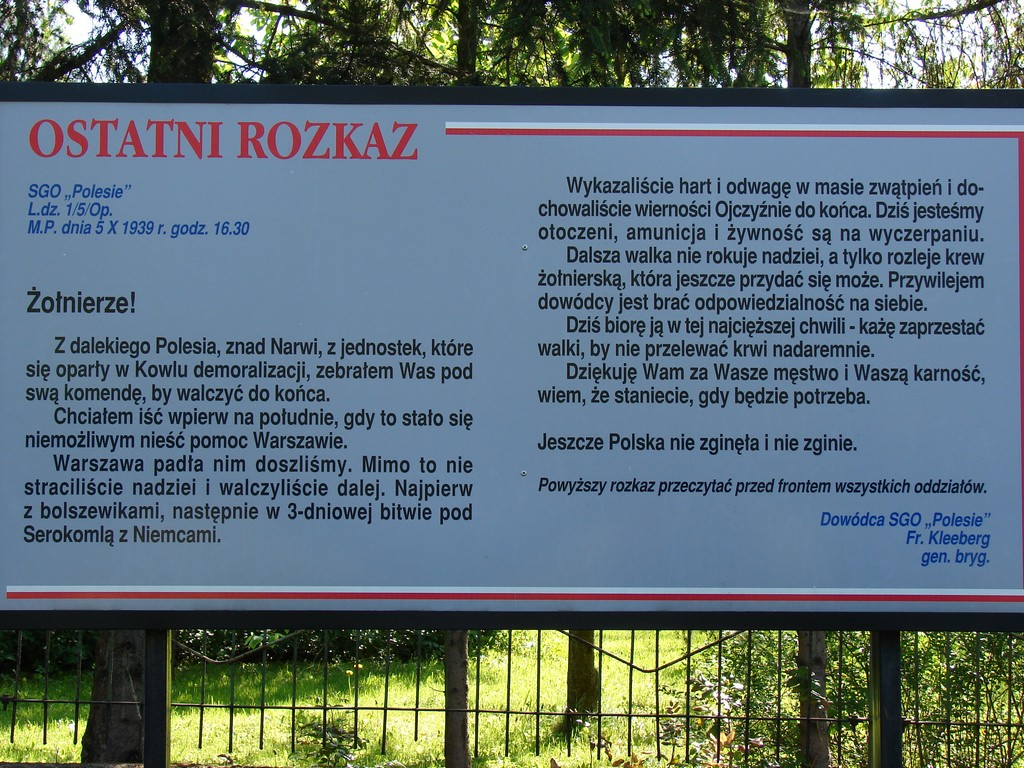 OSTATNI ROZKAZ
SGO „Polesie”
L.dz. 1/5/Op.
M.P. dnia 5 X 1939 r. godz. 16.30
Żołnierze!
Z dalekiego Polesia, znad Narwi, z jednostek, które
się oparły w Kowlu demoralizacji, zebrałem Was pod
swą komendę, by walczyć do końca.
Chciałem iść wpierw na południe, gdy to stało się
niemożliwym nieść pomoc Warszawie.
Warszawa padła nim doszliśmy. Mimo to nie
straciliście nadziei i walczyliście dalej. Najpierw
z bolszewikami, następnie w 3-dniowej bitwie pod
Serokomlą z Niemcami.
Wykazaliście hart i odwagę w masie zwątpień i do-
chowaliście wierności Ojczyźnie do końca. Dziś jesteśmy
otoczeni, amunicja i żywność są na wyczerpaniu.
Dalsza walka nie rokuje nadziei, a tylko rozleje krew
żołnierską, która jeszcze przydać się może. Przywilejem
dowódcy jest brać odpowiedzialność na siebie.
Dziś biorę ją w tej najcięższej chwili - każę zaprzestać
walki, by nie przelewać krwi nadaremnie.
Dziękuję Wam za Wasze męstwo i Waszą karność,
wiem, że staniecie, gdy będzie potrzeba.
Jeszcze Polska nie zginęła i nie zginie.
Powyższy rozkaz przeczytać przed frontem wszystkich oddziałów.
Dowódca SGO „Polesie”
Fr. Kleeberg
gen. bryg.